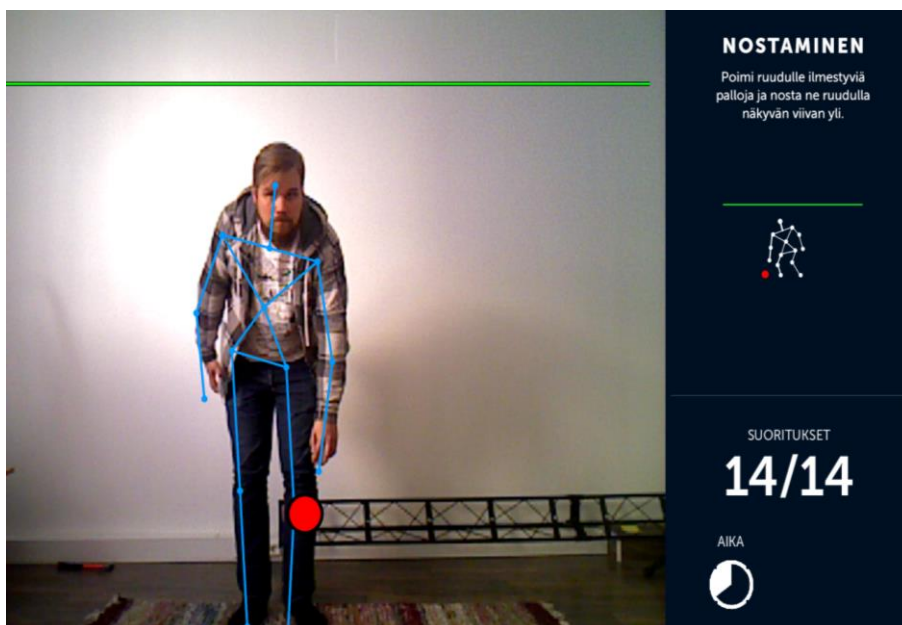 NOSTAMINEN
Poimi ruudulle ilmestyviä
palloja ja nosta ne ruudulla
näkyvän viivan yli.
SUORITUKSET
14/14
AIKA